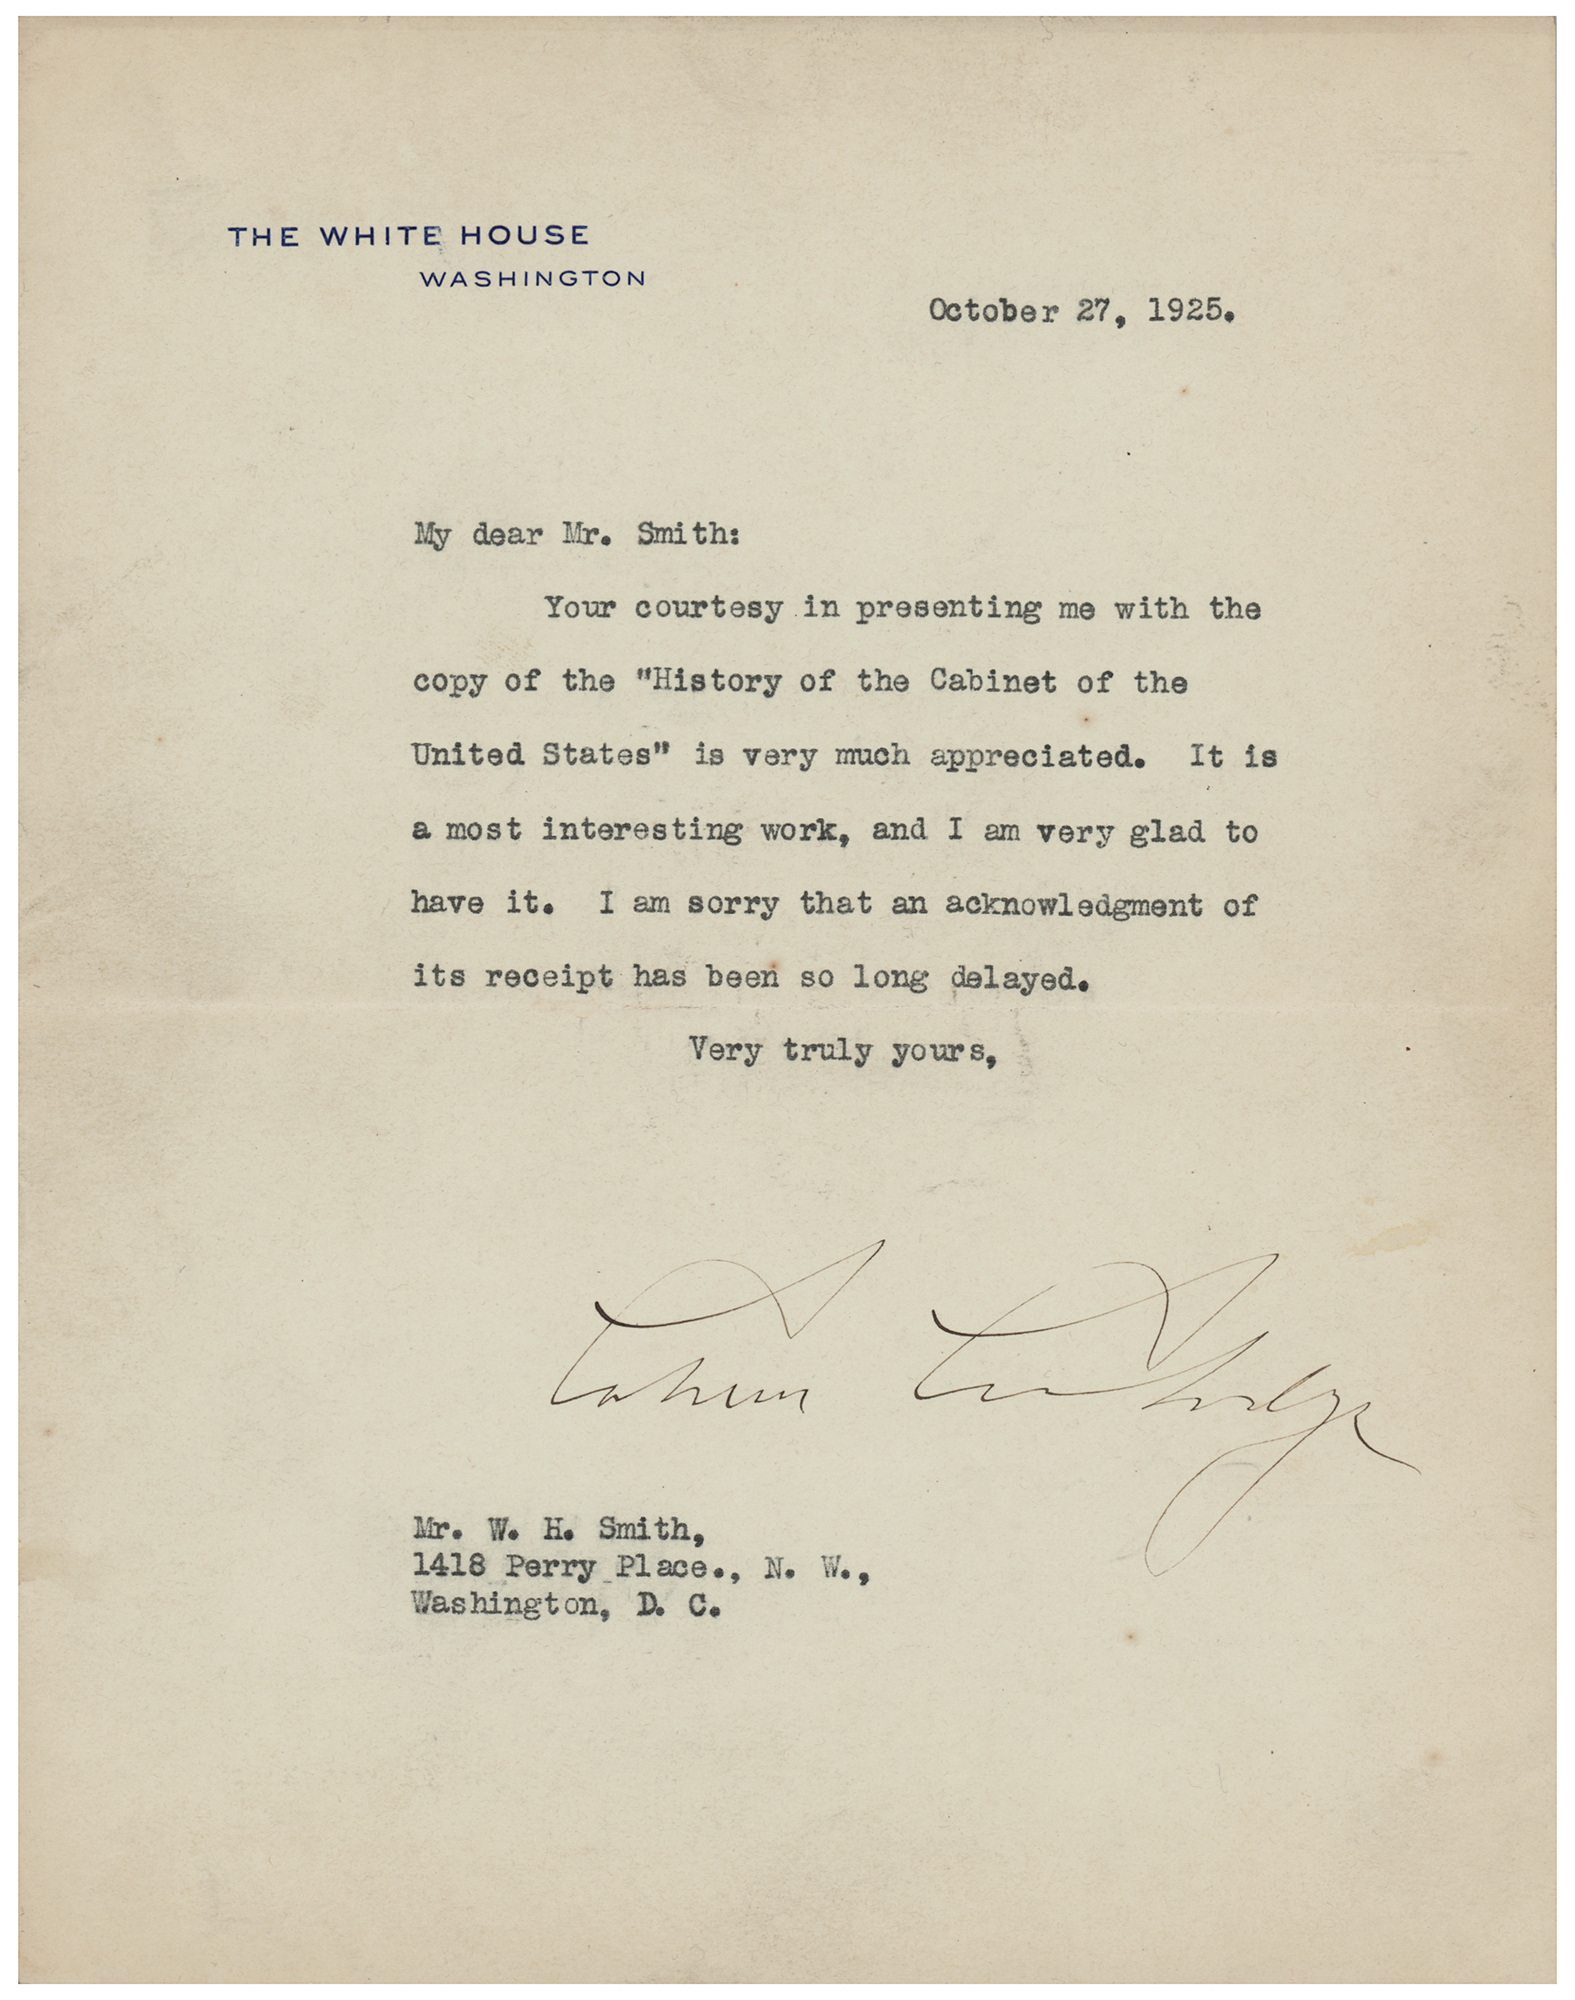 THE WHITE HOUSE
WASHINGTON
October 27, 1925.
My dear Mr. Smith:
Your courtesy in presenting me with the
copy of the "History of the Cabinet of the
United States" is very much appreciated. It is
a most interesting work, and I am very glad to
have it. I am sorry that an acknowledgment of
its receipt has been so long delayed.
Very truly yours,
Calvin Coolidge
Mr. W. H. Smith,
1418 Perry Place., N. W.,
Washington, D. C.